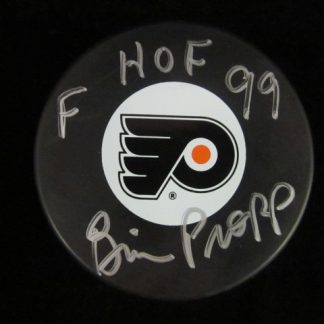 F HOF 99
Brian Propp
®